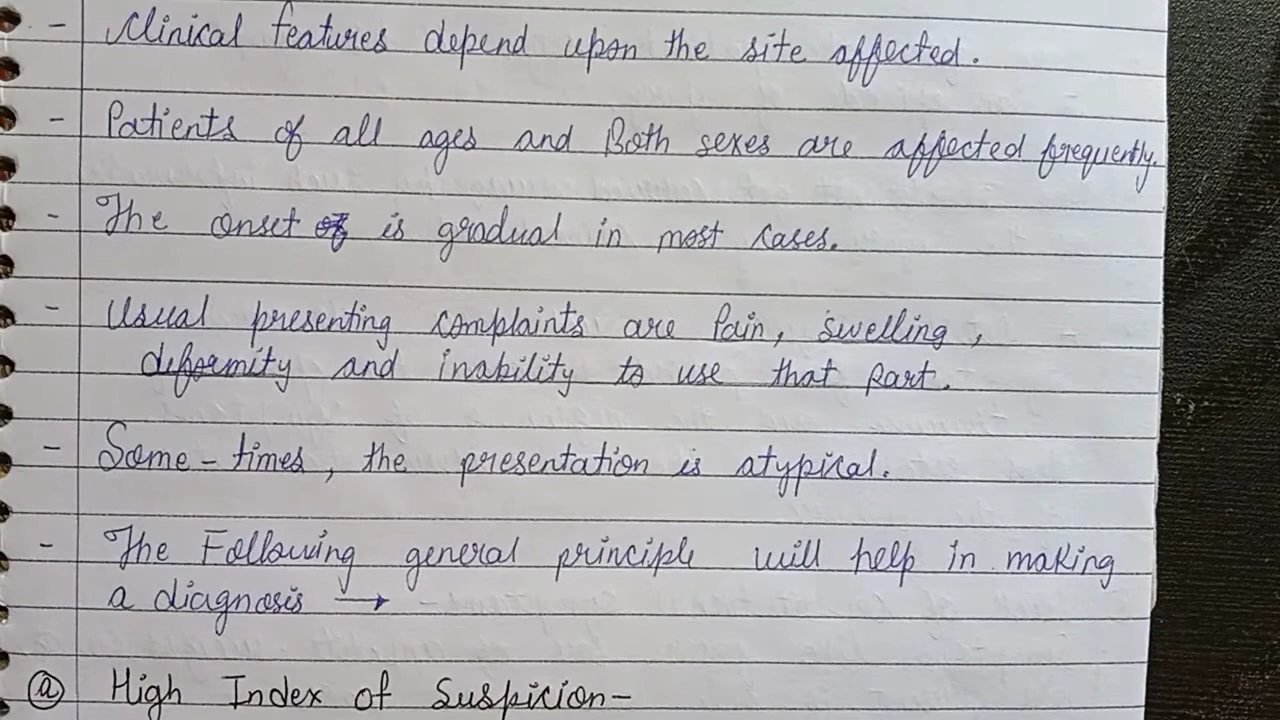 - Clinical features depend upon the site affected.
- Patients of all ages and Both sexes are affected frequently.
- The onset is gradual in most cases.
- Usual presenting complaints are Pain, swelling,
deformity and inability to use that part.
- Some-times, the presentation is atypical.
- The Following general principle will help in making
a diagnosis →
(a) High Index of Suspicion-